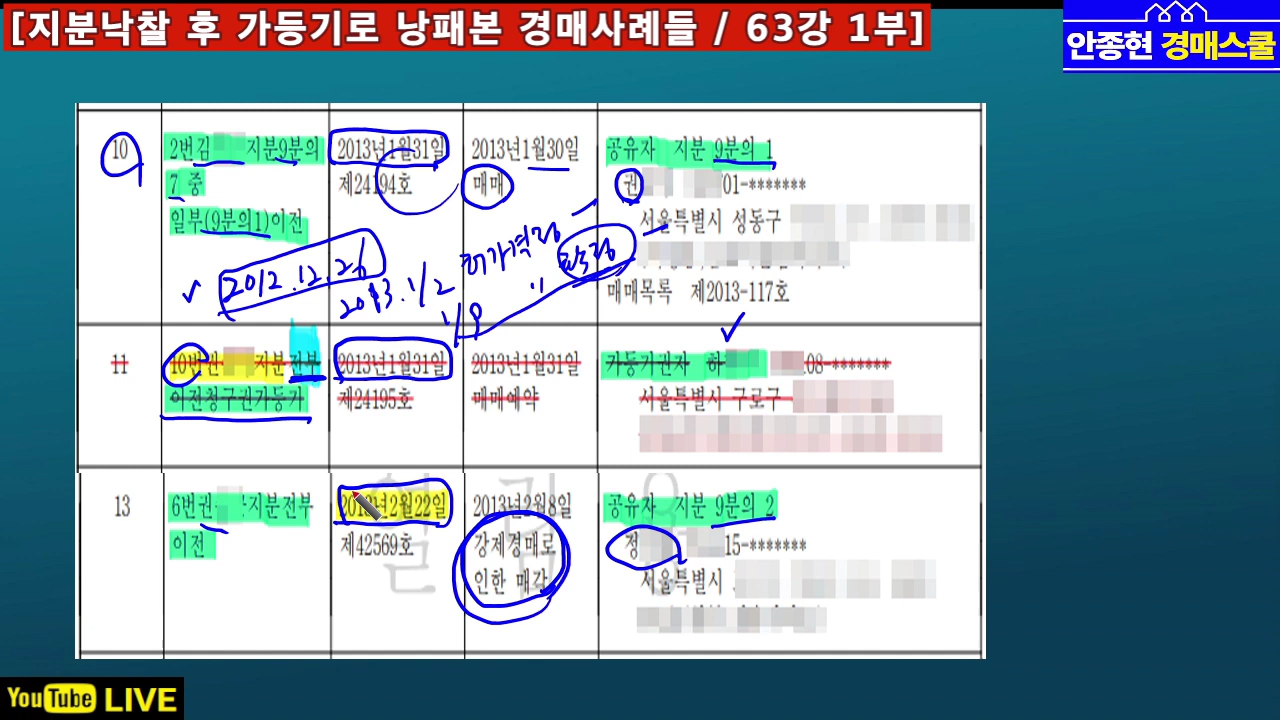 [지분낙찰 후 가등기로 낭패본 경매사례들 / 63강 1부]
안종현 경매스쿨
10
2번김 지분9분의
7 중
일부(9분의1)이전
2013년1월31일
제24194호
2013년1월30일
매매
공유자 지분 9분의 1
권 01-*******
서울특별시 성동구
매매목록 제2013-117호
2012.12.26
2013.1/2
1/9
11
10번권 지분전부
이전청구권가등기
2013년1월31일
제24195호
2013년1월31일
매매예약
가등기권자 하 08-*******
서울특별시 구로구
13
6번권 지분전부
이전
2013년2월22일
제42569호
2013년2월8일
강제경매로
인한 매각
공유자 지분 9분의 2
정 15-*******
서울특별시
열람용
YouTube LIVE